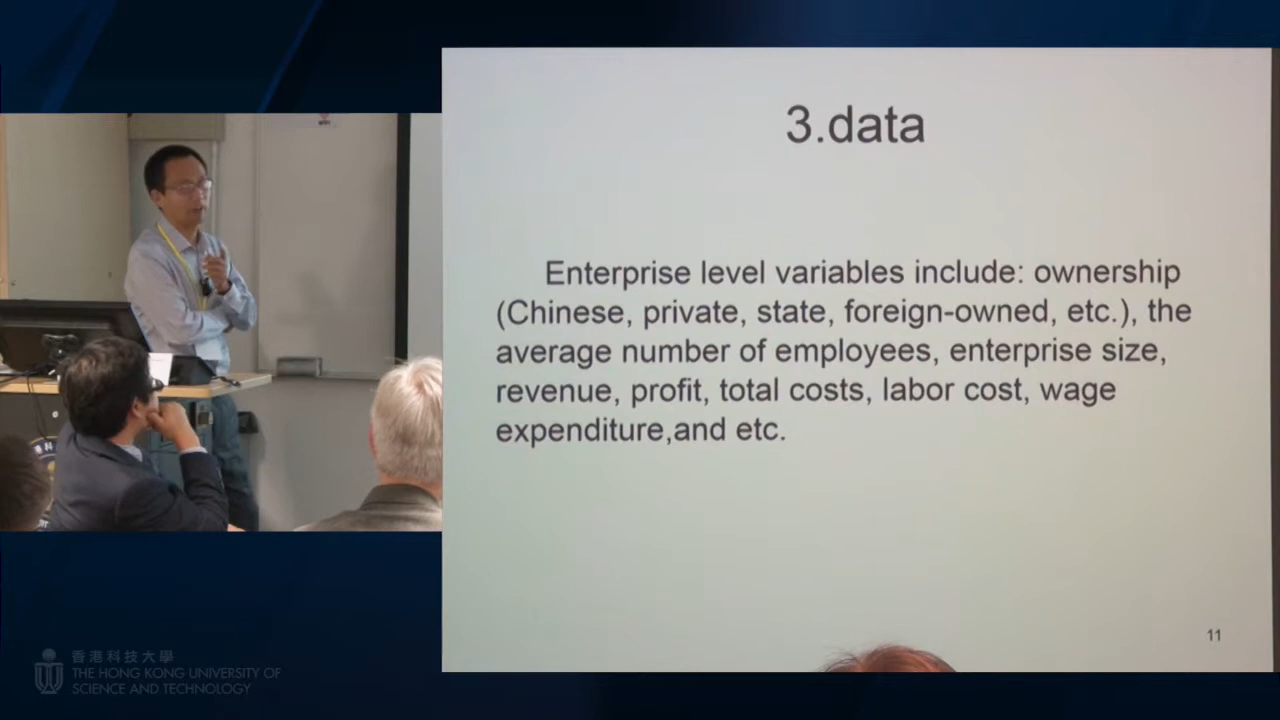 3.data
Enterprise level variables include: ownership
(Chinese, private, state, foreign-owned, etc.), the
average number of employees, enterprise size,
revenue, profit, total costs, labor cost, wage
expenditure,and etc.
11
香港科技大學
THE HONG KONG UNIVERSITY OF
SCIENCE AND TECHNOLOGY